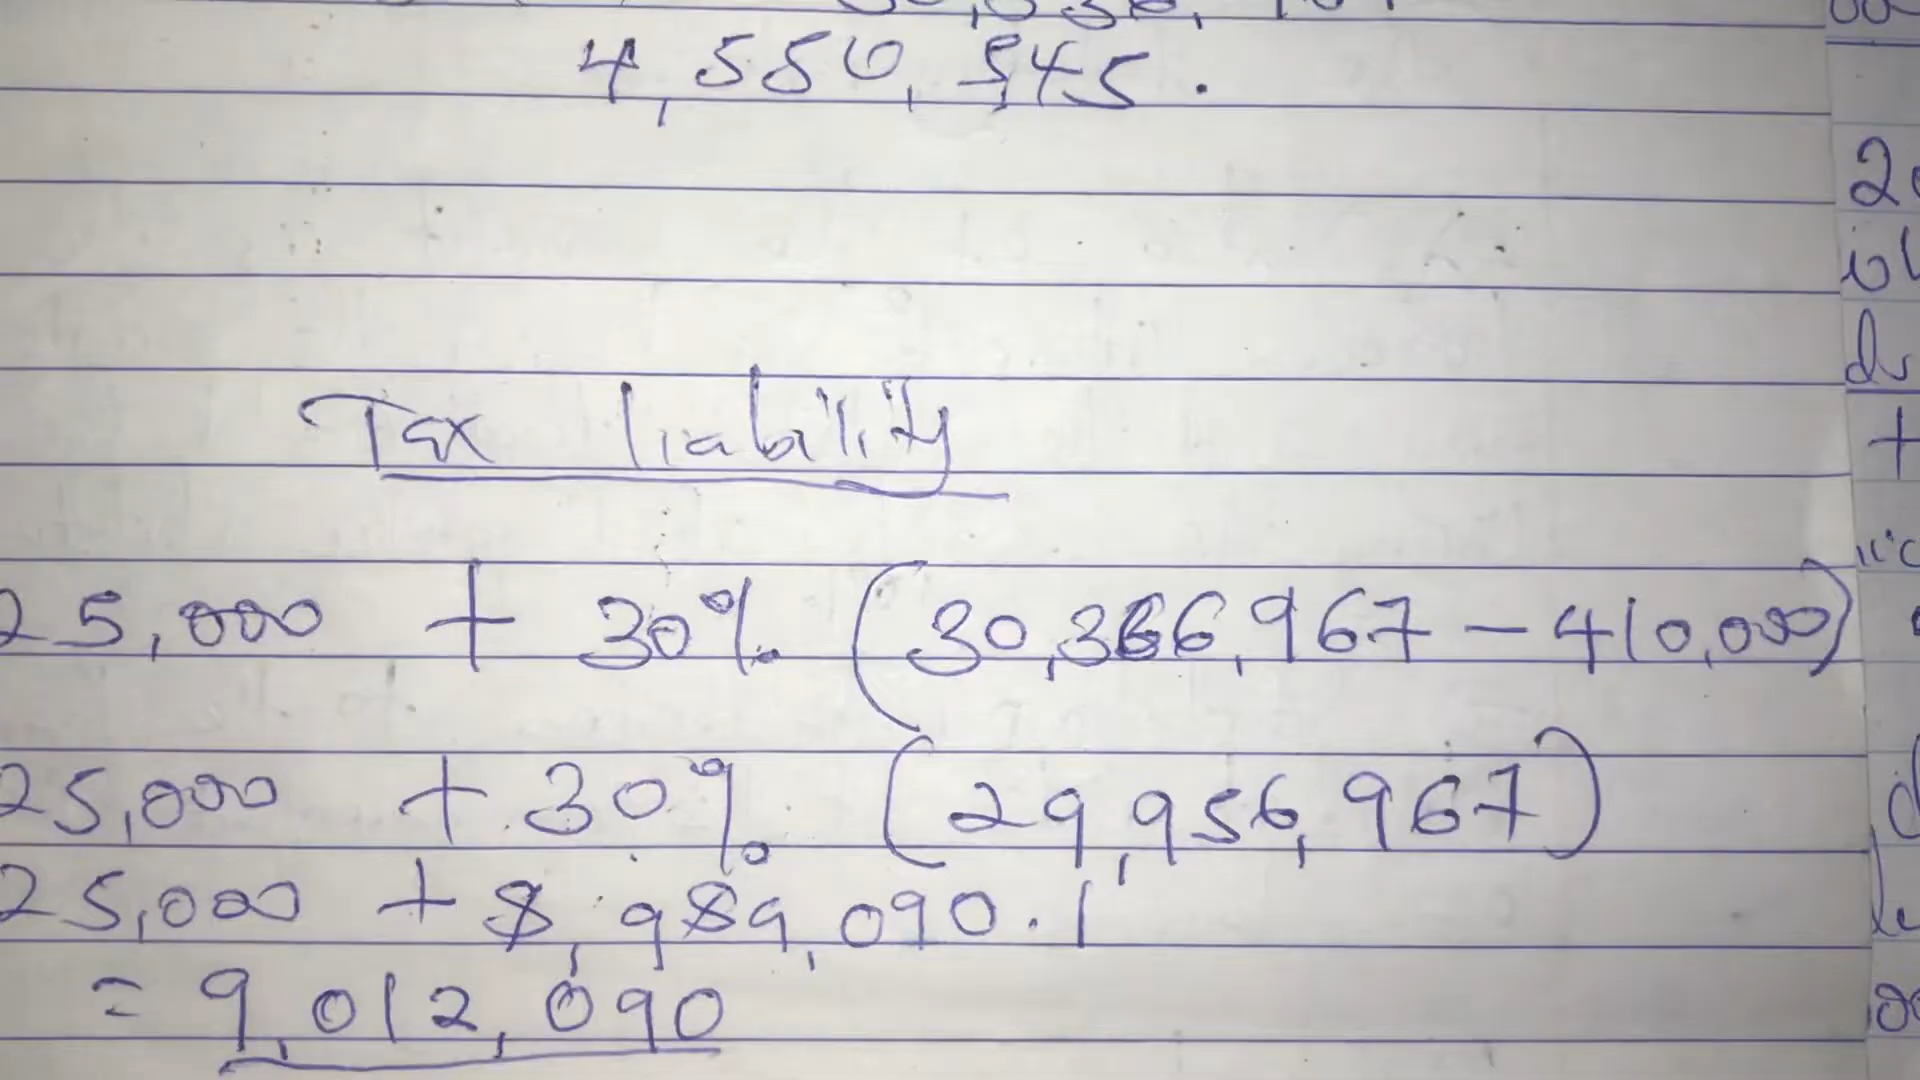 4,550,545.
Tax liability
25,000 + 30% (30,366,967 - 410,000)
25,000 + 30% (29,956,967)
25,000 + 8,989,090.1
= 9,012,090